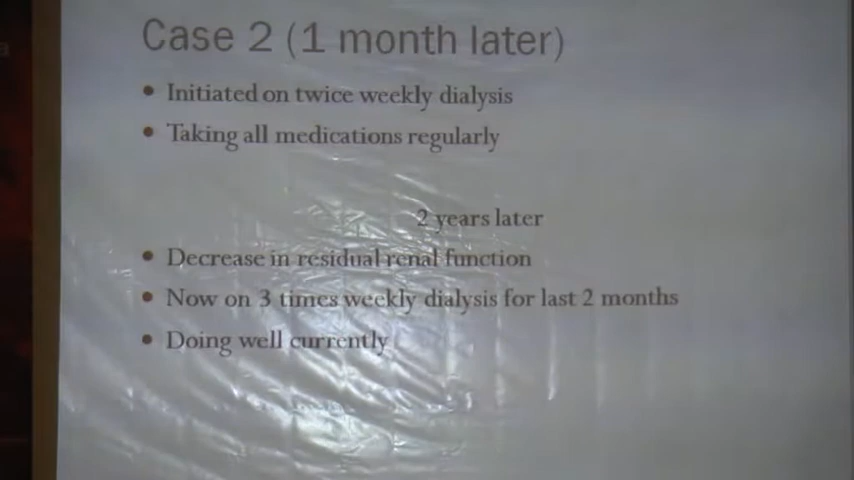 Case 2 (1 month later)
• Initiated on twice weekly dialysis
• Taking all medications regularly
2 years later
• Decrease in residual renal function
• Now on 3 times weekly dialysis for last 2 months
• Doing well currently